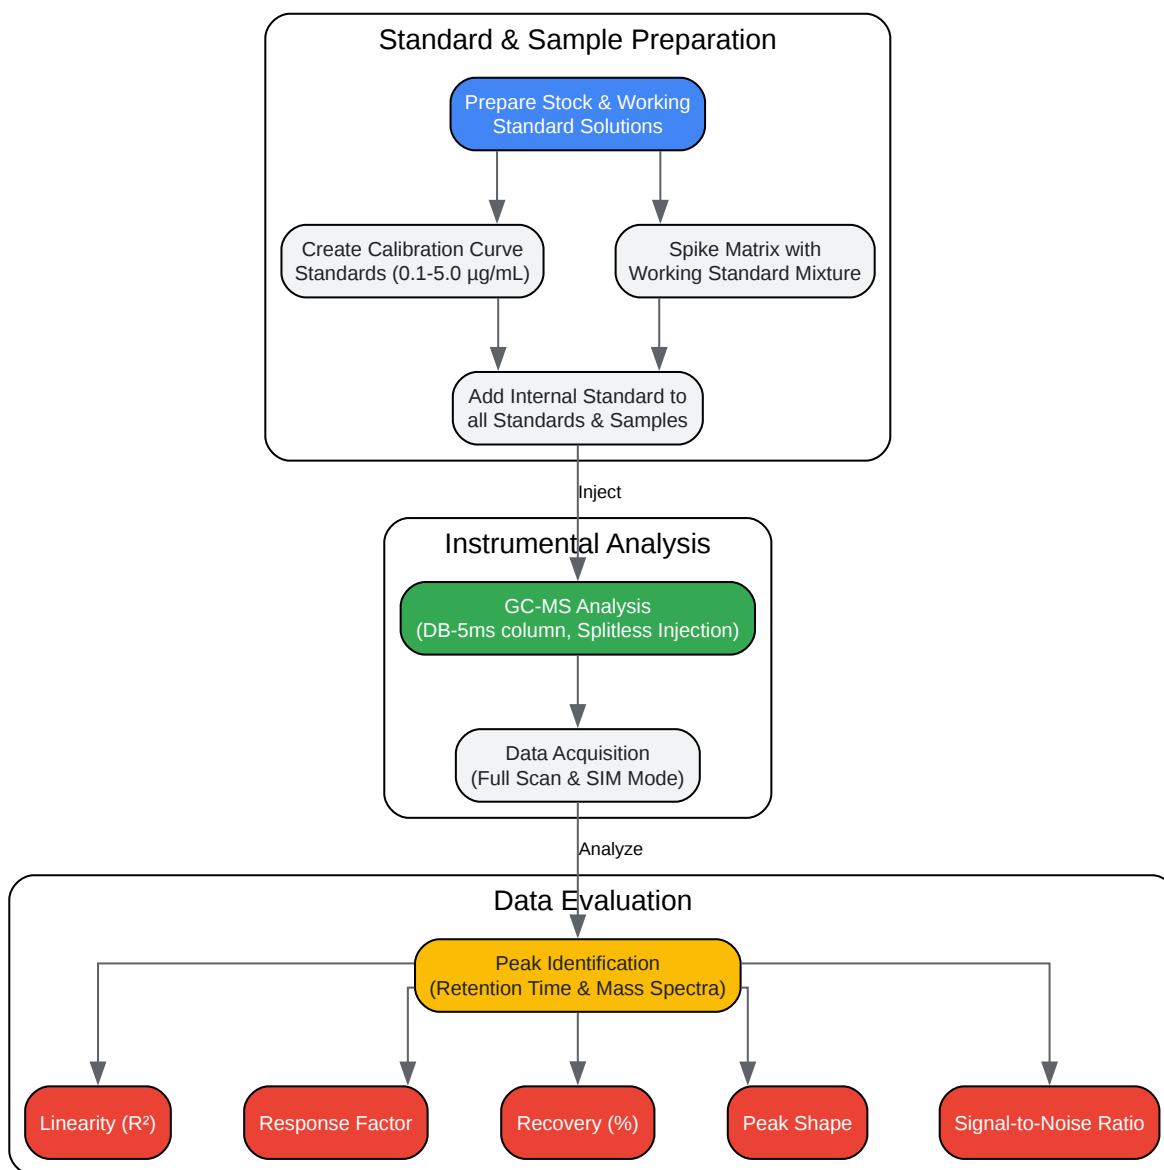 Standard & Sample Preparation
Prepare Stock & Working
Standard Solutions
Create Calibration Curve
Standards (0.1-5.0 µg/mL)
Spike Matrix with
Working Standard Mixture
Add Internal Standard to
all Standards & Samples
Inject
Instrumental Analysis
GC-MS Analysis
(DB-5ms column, Splitless Injection)
Data Acquisition
(Full Scan & SIM Mode)
Analyze
Data Evaluation
Peak Identification
(Retention Time & Mass Spectra)
Linearity (R²)
Response Factor
Recovery (%)
Peak Shape
Signal-to-Noise Ratio